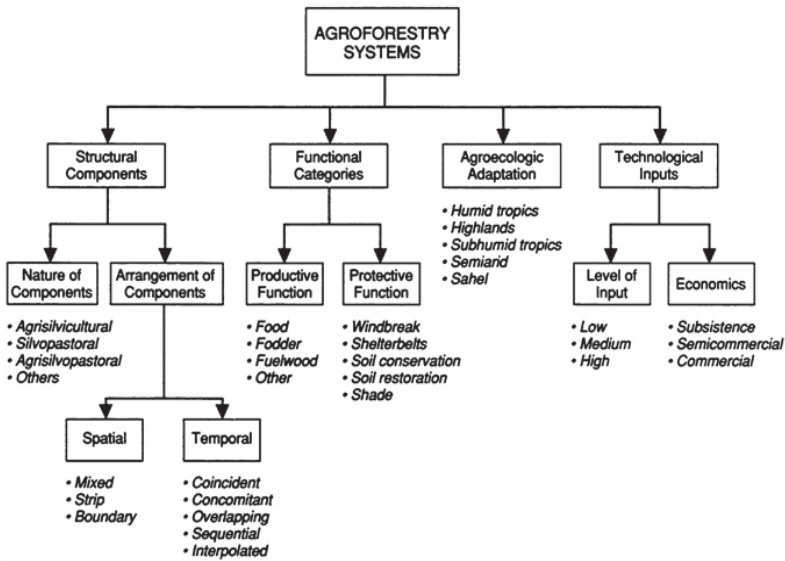 AGROFORESTRY
SYSTEMS
Structural
Components
Functional
Categories
Agroecologic
Adaptation
Technological
Inputs
• Humid tropics
• Highlands
• Subhumid tropics
• Semiarid
• Sahel
Nature of
Components
Arrangement of
Components
Productive
Function
Protective
Function
Level of
Input
Economics
• Agrisilvicultural
• Silvopastoral
• Agrisilvopastoral
• Others
• Food
• Fodder
• Fuelwood
• Other
• Windbreak
• Shelterbelts
• Soil conservation
• Soil restoration
• Shade
• Low
• Medium
• High
• Subsistence
• Semicommercial
• Commercial
Spatial
Temporal
• Mixed
• Strip
• Boundary
• Coincident
• Concomitant
• Overlapping
• Sequential
• Interpolated